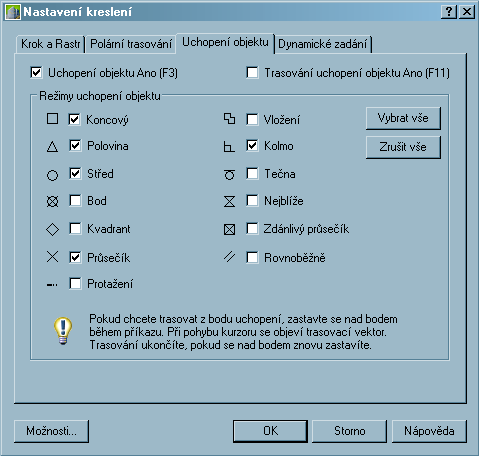 Nastavení kreslení
Krok a Rastr
Polární trasování
Uchopení objektu
Dynamické zadání
Uchopení objektu Ano (F3)
Trasování uchopení objektu Ano (F11)
Režimy uchopení objektu
Koncový
Vložení
Vybrat vše
Polovina
Kolmo
Zrušit vše
Střed
Tečna
Bod
Nejblíže
Kvadrant
Zdánlivý průsečík
Průsečík
Rovnoběžně
Protažení
Pokud chcete trasovat z bodu uchopení, zastavte se nad bodem
během příkazu. Při pohybu kurzoru se objeví trasovací vektor.
Trasování ukončíte, pokud se nad bodem znovu zastavíte.
Možnosti...
OK
Storno
Nápověda